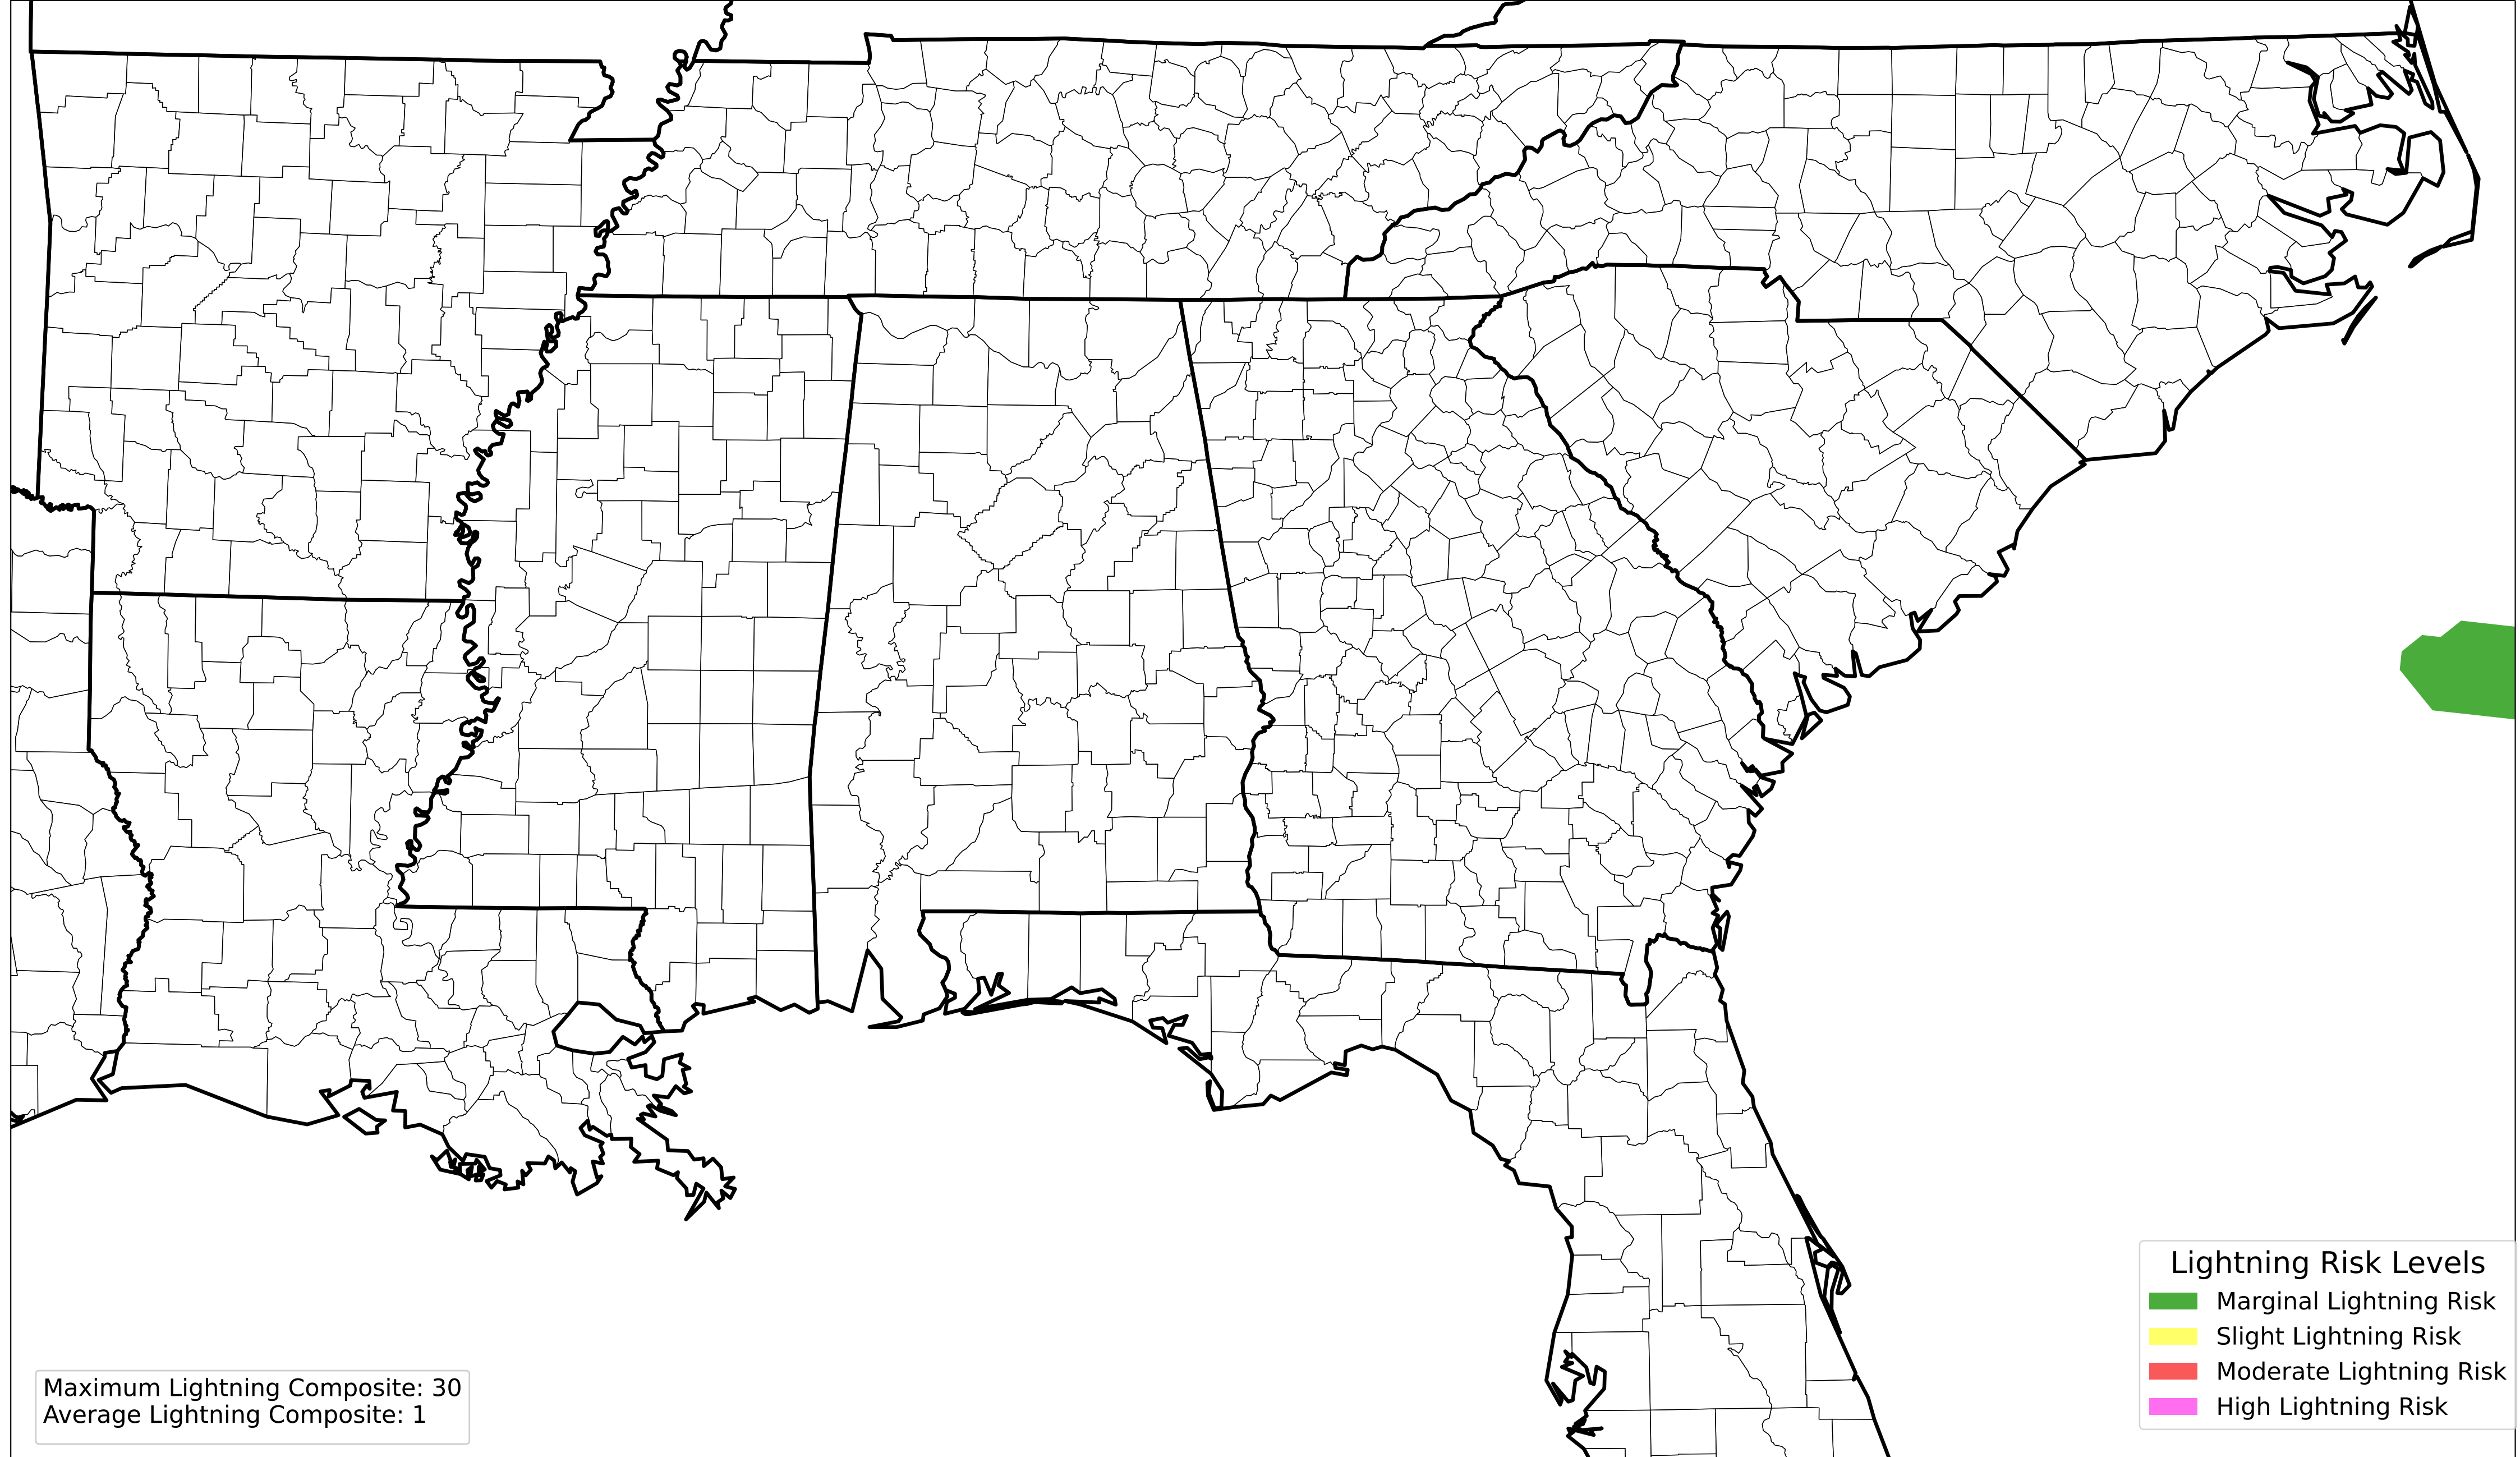 Lightning Risk Levels
Marginal Lightning Risk
Slight Lightning Risk
Moderate Lightning Risk
High Lightning Risk
Maximum Lightning Composite: 30
Average Lightning Composite: 1